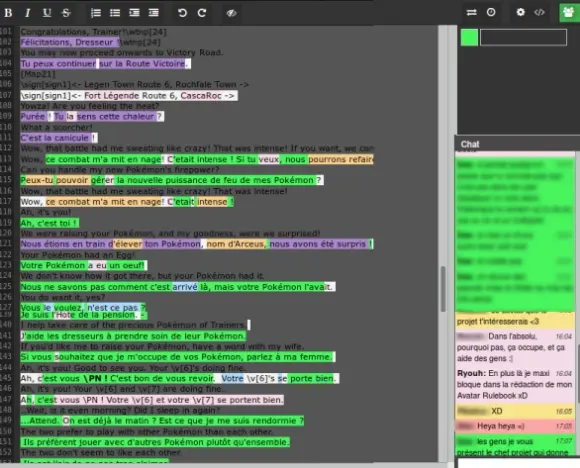 B I U S
101 Congratulations, Trainer!\wtnp[24]
102 Félicitations, Dresseur !\wtnp[24]
103 You may now proceed onwards to Victory Road.
104 Tu peux continuer sur la Route Victoire.
105 [Map21]
106 \sign[sign1]<- Legen Town Route 6, Rochfale Town ->
107 \sign[sign1]<- Fort Légende Route 6, CascaRoc ->
108 Yowza! Are you feeling the heat?
109 Purée ! Tu la sens cette chaleur ?
110 What a scorcher!
111 C'est la canicule !
112 Wow, that battle had me sweating like crazy! That was intense! If you want, we can
113 Wow, ce combat m'a mit en nage! C'etait intense ! Si tu veux, nous pourrons refaire
114 Can you handle my new Pokémon's firepower?
115 Peux-tu pouvoir gérer la nouvelle puissance de feu de mes Pokémon ?
116 Wow, that battle had me sweating like crazy! That was intense!
117 Wow, ce combat m'a mit en nage! C'etait intense !
118 Ah, it's you!
119 Ah, c'est toi !
120 We were raising your Pokémon, and my goodness, were we surprised!
121 Nous étions en train d'élever ton Pokémon, nom d'Arceus, nous avons été surpris !
122 Your Pokémon had an Egg!
123 Votre Pokémon a eu un oeuf!
124 We don't know how it got there, but your Pokémon had it.
125 Nous ne savons pas comment c'est arrivé là, mais votre Pokémon l'avait.
126 You do want it, yes?
127 Vous le voulez, n'est ce pas ?
139 Je suis l'Hote de la pension.
140 I help take care of the precious Pokémon of Trainers.
141 J'aide les dresseurs à prendre soin de leur Pokémon.
142 If you'd like me to raise your Pokémon, have a word with my wife.
143 Si vous souhaitez que je m'occupe de vos Pokémon, parlez à ma femme.
144 Ah, it's you! Good to see you. Your \v[6]'s doing fine.
145 Ah, c'est vous \PN ! C'est bon de vous revoir. Votre \v[6]'s se porte bien.
146 Ah, it's you! Your \v[6] and \v[7] are doing fine.
147 Ah, c'est vous \PN ! Votre \v[6] et votre \v[7] se portent bien.
148 ...Wait, is it even morning? Did I sleep in again?
149 ...Attend. Oh est déjà le matin ? Est ce que je me suis rendormie ?
150 The two prefer to play with other Pokémon than each other.
151 Ils préfèrent jouer avec d'autres Pokémon plutôt qu'ensemble.
152 The two don't seem to like each other.
Chat
projet t'intéresserais <3
Dans l'absolu, 16:04
pourquoi pas, ça occupe, et ça
aide des gens :]
Ryouh: En plus là je maxi 16:04
bloque dans la rédaction de mon
Avatar Rulebook xD
XD 16:05
Heya heya =) 17:05
les gens je vous 17:07
présent le chef projet qui donne